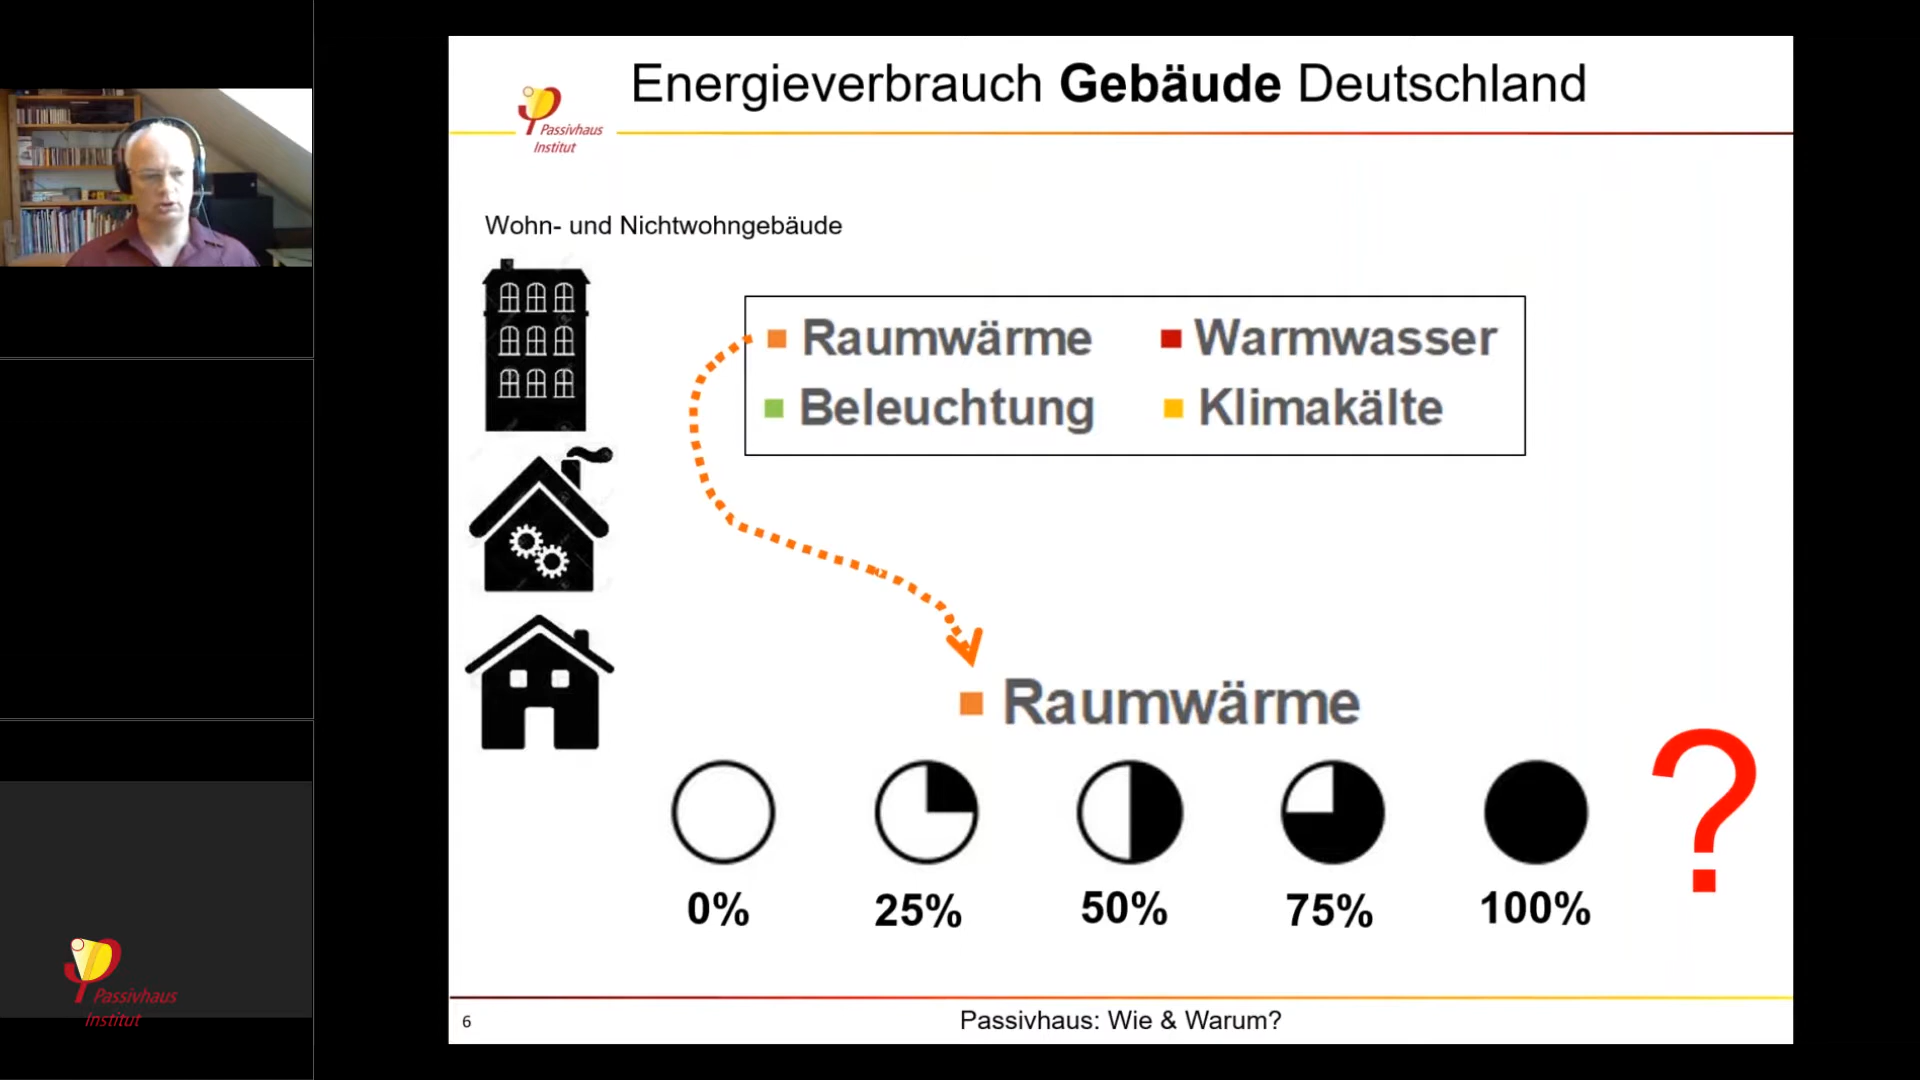 Energieverbrauch Gebäude Deutschland
Passivhaus
Institut
Wohn- und Nichtwohngebäude
Raumwärme
Warmwasser
Beleuchtung
Klimakälte
Raumwärme
0%
25%
50%
75%
100%
?
6
Passivhaus: Wie & Warum?
Passivhaus
Institut